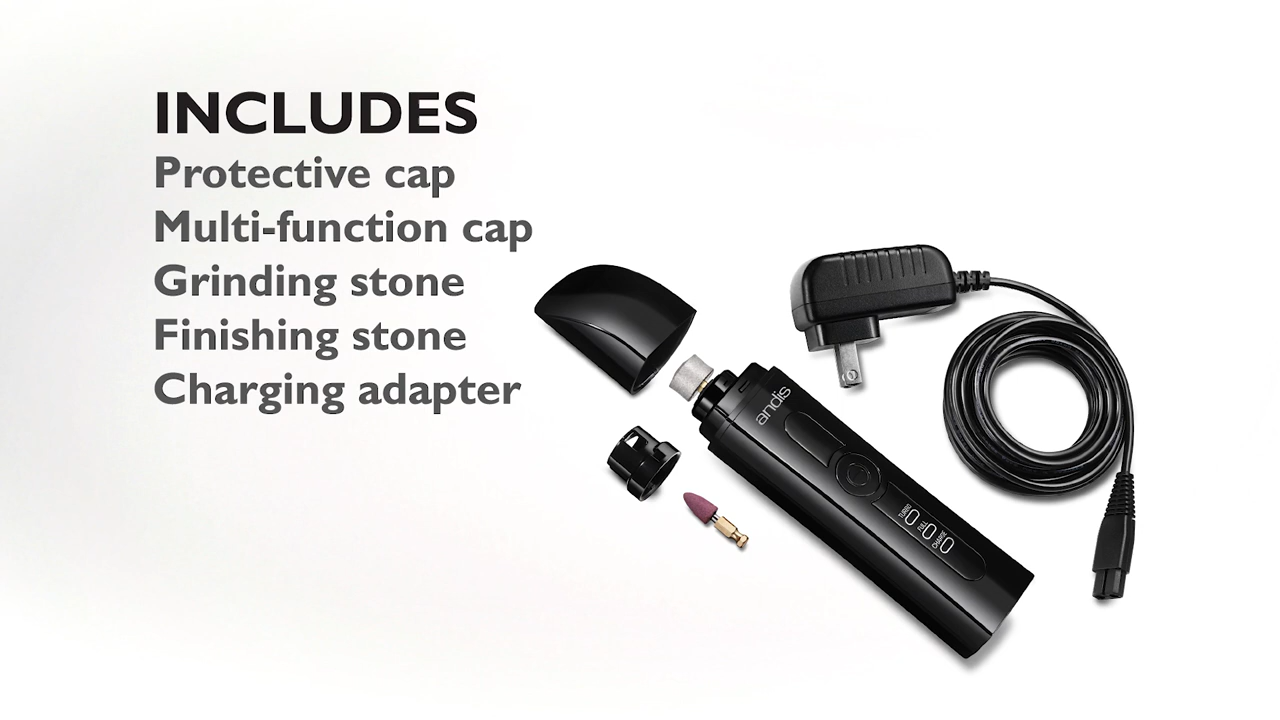 INCLUDES
Protective cap
Multi-function cap
Grinding stone
Finishing stone
Charging adapter
andis
TURBO
FULL
CHARGE